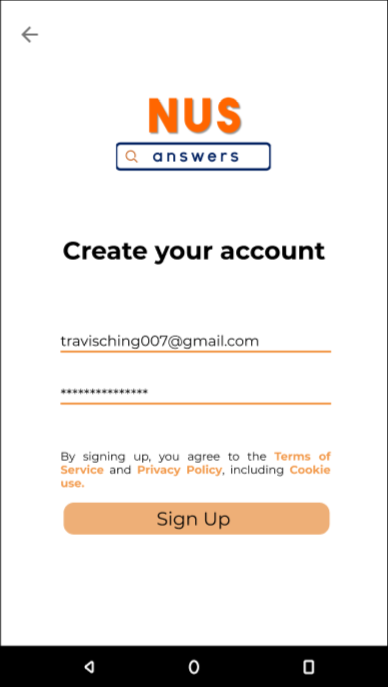 NUS
answers
Create your account
travisching007@gmail.com
***************
By signing up, you agree to the Terms of
Service and Privacy Policy, including Cookie
use.
Sign Up